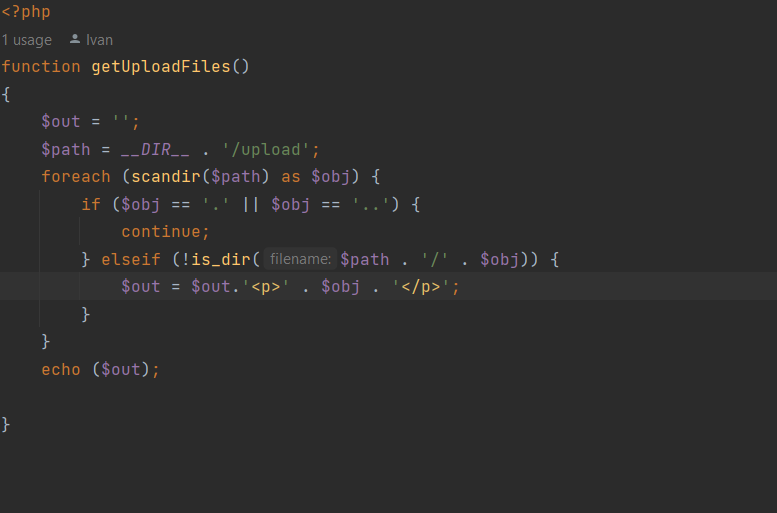 <?php
1 usage Ivan
function getUploadFiles()
{
$out = '';
$path = __DIR__ . '/upload';
foreach (scandir($path) as $obj) {
if ($obj == '.' || $obj == '..') {
continue;
} elseif (!is_dir( filename: $path . '/' . $obj)) {
$out = $out.'<p>' . $obj . '</p>';
}
}
echo ($out);
}